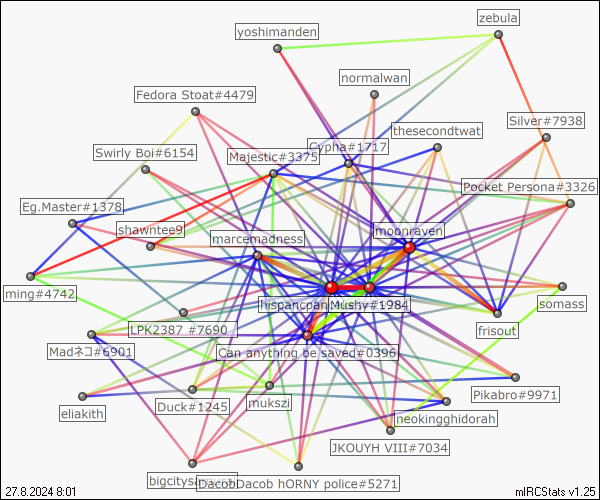 zebula
yoshimanden
normalwan
Fedora Stoat#4479
Silver#7938
thesecondtwat
Cypha#1717
Swirly Boi#6154
Majestic#3375
Pocket Persona#3326
Eg.Master#1378
shawntee9
moonraven
marcemadness
ming#4742
hispanopan
Mushy#1984
somass
LPK2387 #7690
frisout
Madネコ#6901
Can anything be saved#0396
Pikabro#9971
eliakith
Duck#1245
mukszi
neokingghidorah
JKOUYH VIII#7034
DacobDacob hORNY police#5271
27.8.2024 8:01
mIRCStats v1.25